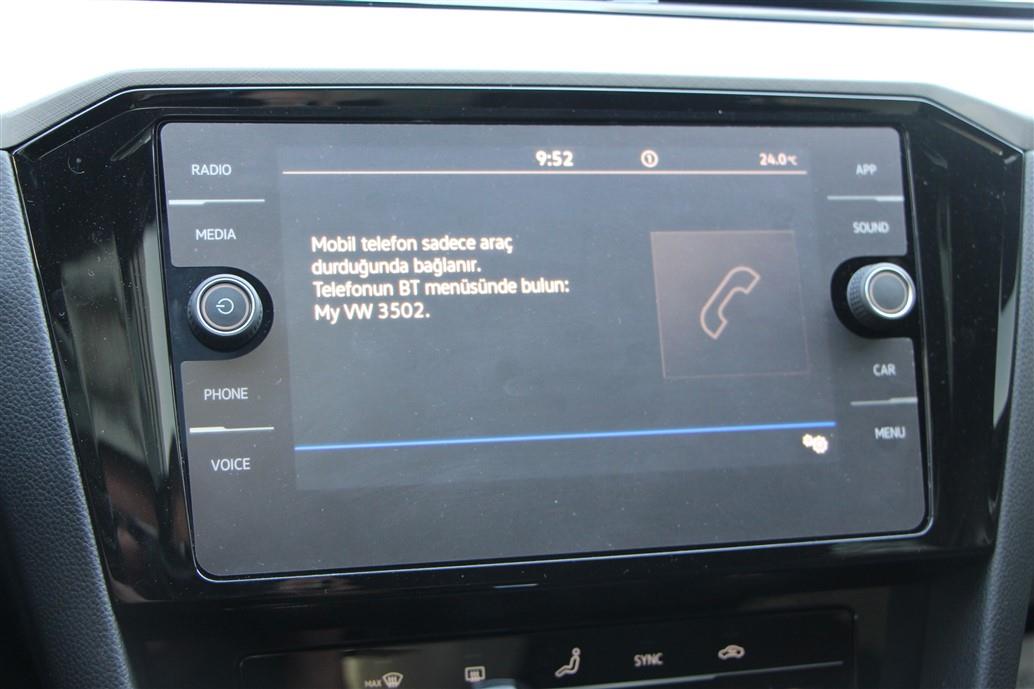 9:52
24.0°C
RADIO
MEDIA
PHONE
VOICE
Mobil telefon sadece araç
durduğunda bağlanır.
Telefonun BT menüsünde bulun:
My VW 3502.
APP
SOUND
CAR
MENU
MAX
SYNC